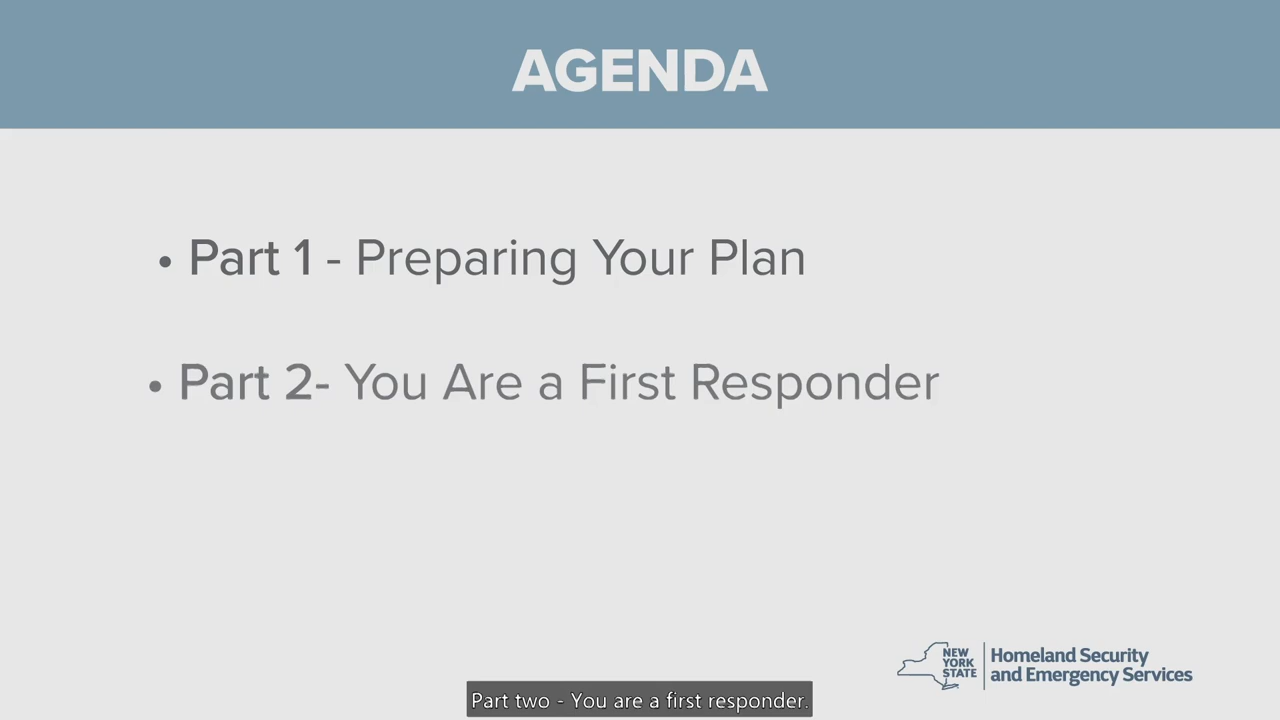 AGENDA
• Part 1 - Preparing Your Plan
• Part 2- You Are a First Responder
NEW
YORK
STATE
Homeland Security
and Emergency Services
Part two - You are a first responder.